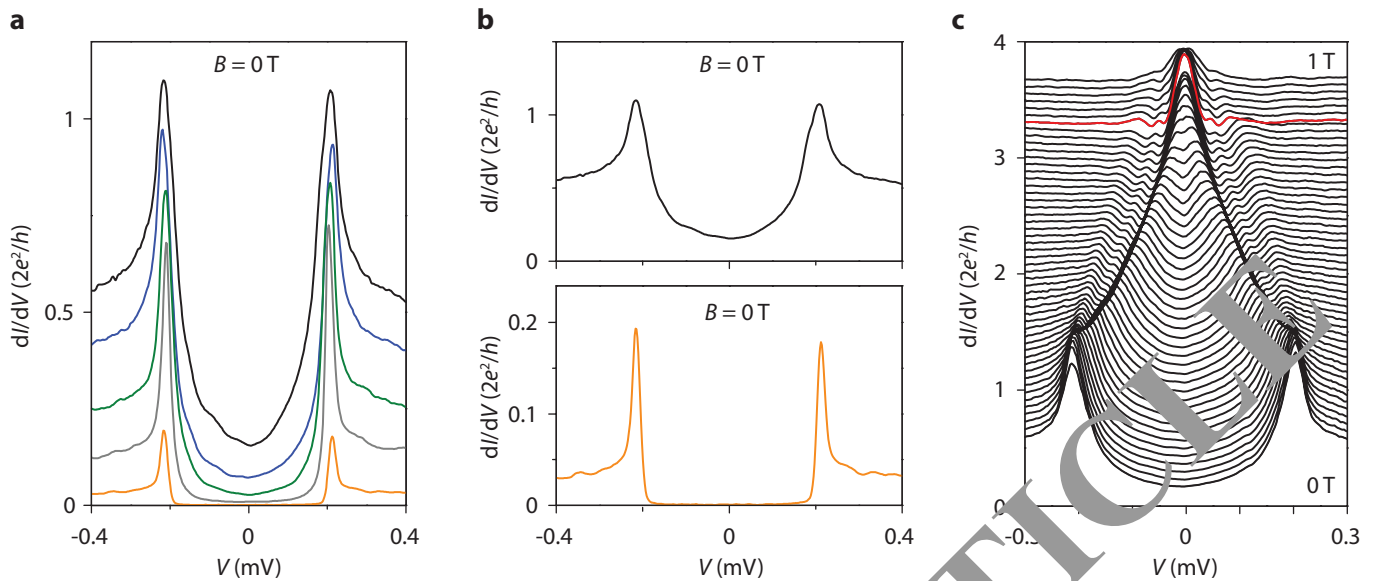 a
B = 0 T
1
0.5
0
dI/dV (2e²/h)
-0.4
0
0.4
V (mV)
b
B = 0 T
1
0
dI/dV (2e²/h)
B = 0 T
0.2
0.1
0
dI/dV (2e²/h)
-0.4
0
0.4
V (mV)
c
4
1 T
3
2
1
0
dI/dV (2e²/h)
0 T
0
0.3
V (mV)
TICLE